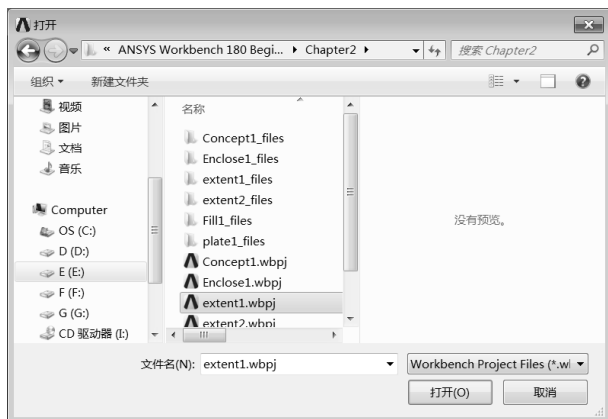 打开
« ANSYS Workbench 180 Begi... ▸ Chapter2 ▸
搜索 Chapter2
组织 ▾
新建文件夹
视频
图片
文档
音乐
Computer
OS (C:)
D (D:)
E (E:)
F (F:)
G (G:)
CD 驱动器 (I:)
名称
Concept1_files
Enclose1_files
extent1_files
extent2_files
Fill1_files
plate1_files
Concept1.wbpj
Enclose1.wbpj
extent1.wbpj
extent2.wbpj
没有预览。
文件名(N): extent1.wbpj
Workbench Project Files (*.wl
打开(O)
取消